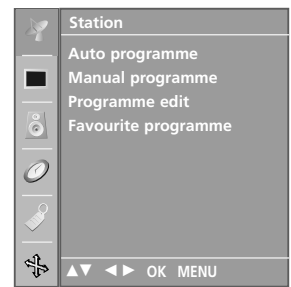 Station
Auto programme
Manual programme
Programme edit
Favourite programme
▲▼ ◄► OK MENU